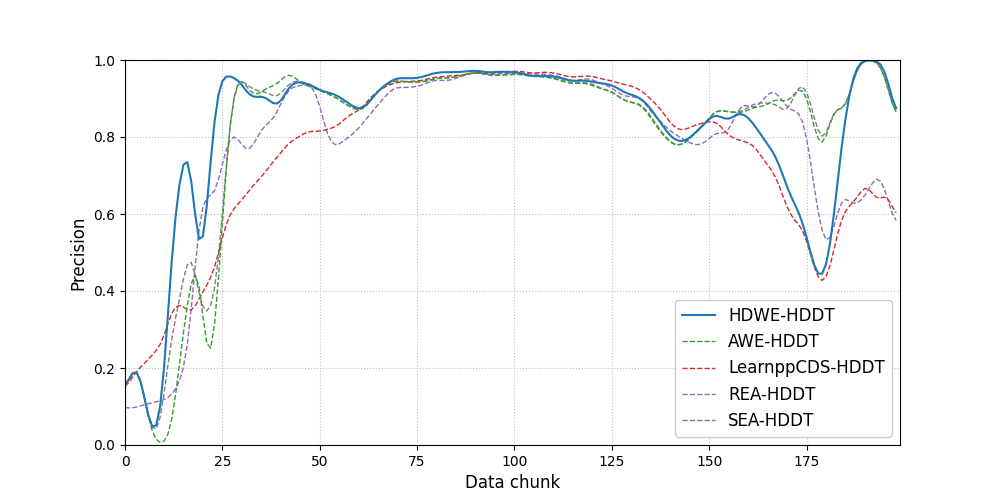 1.0
0.8
0.6
0.4
0.2
0.0
Precision
0 25 50 75 100 125 150 175
Data chunk
HDWE-HDDT
AWE-HDDT
LearnppCDS-HDDT
REA-HDDT
SEA-HDDT